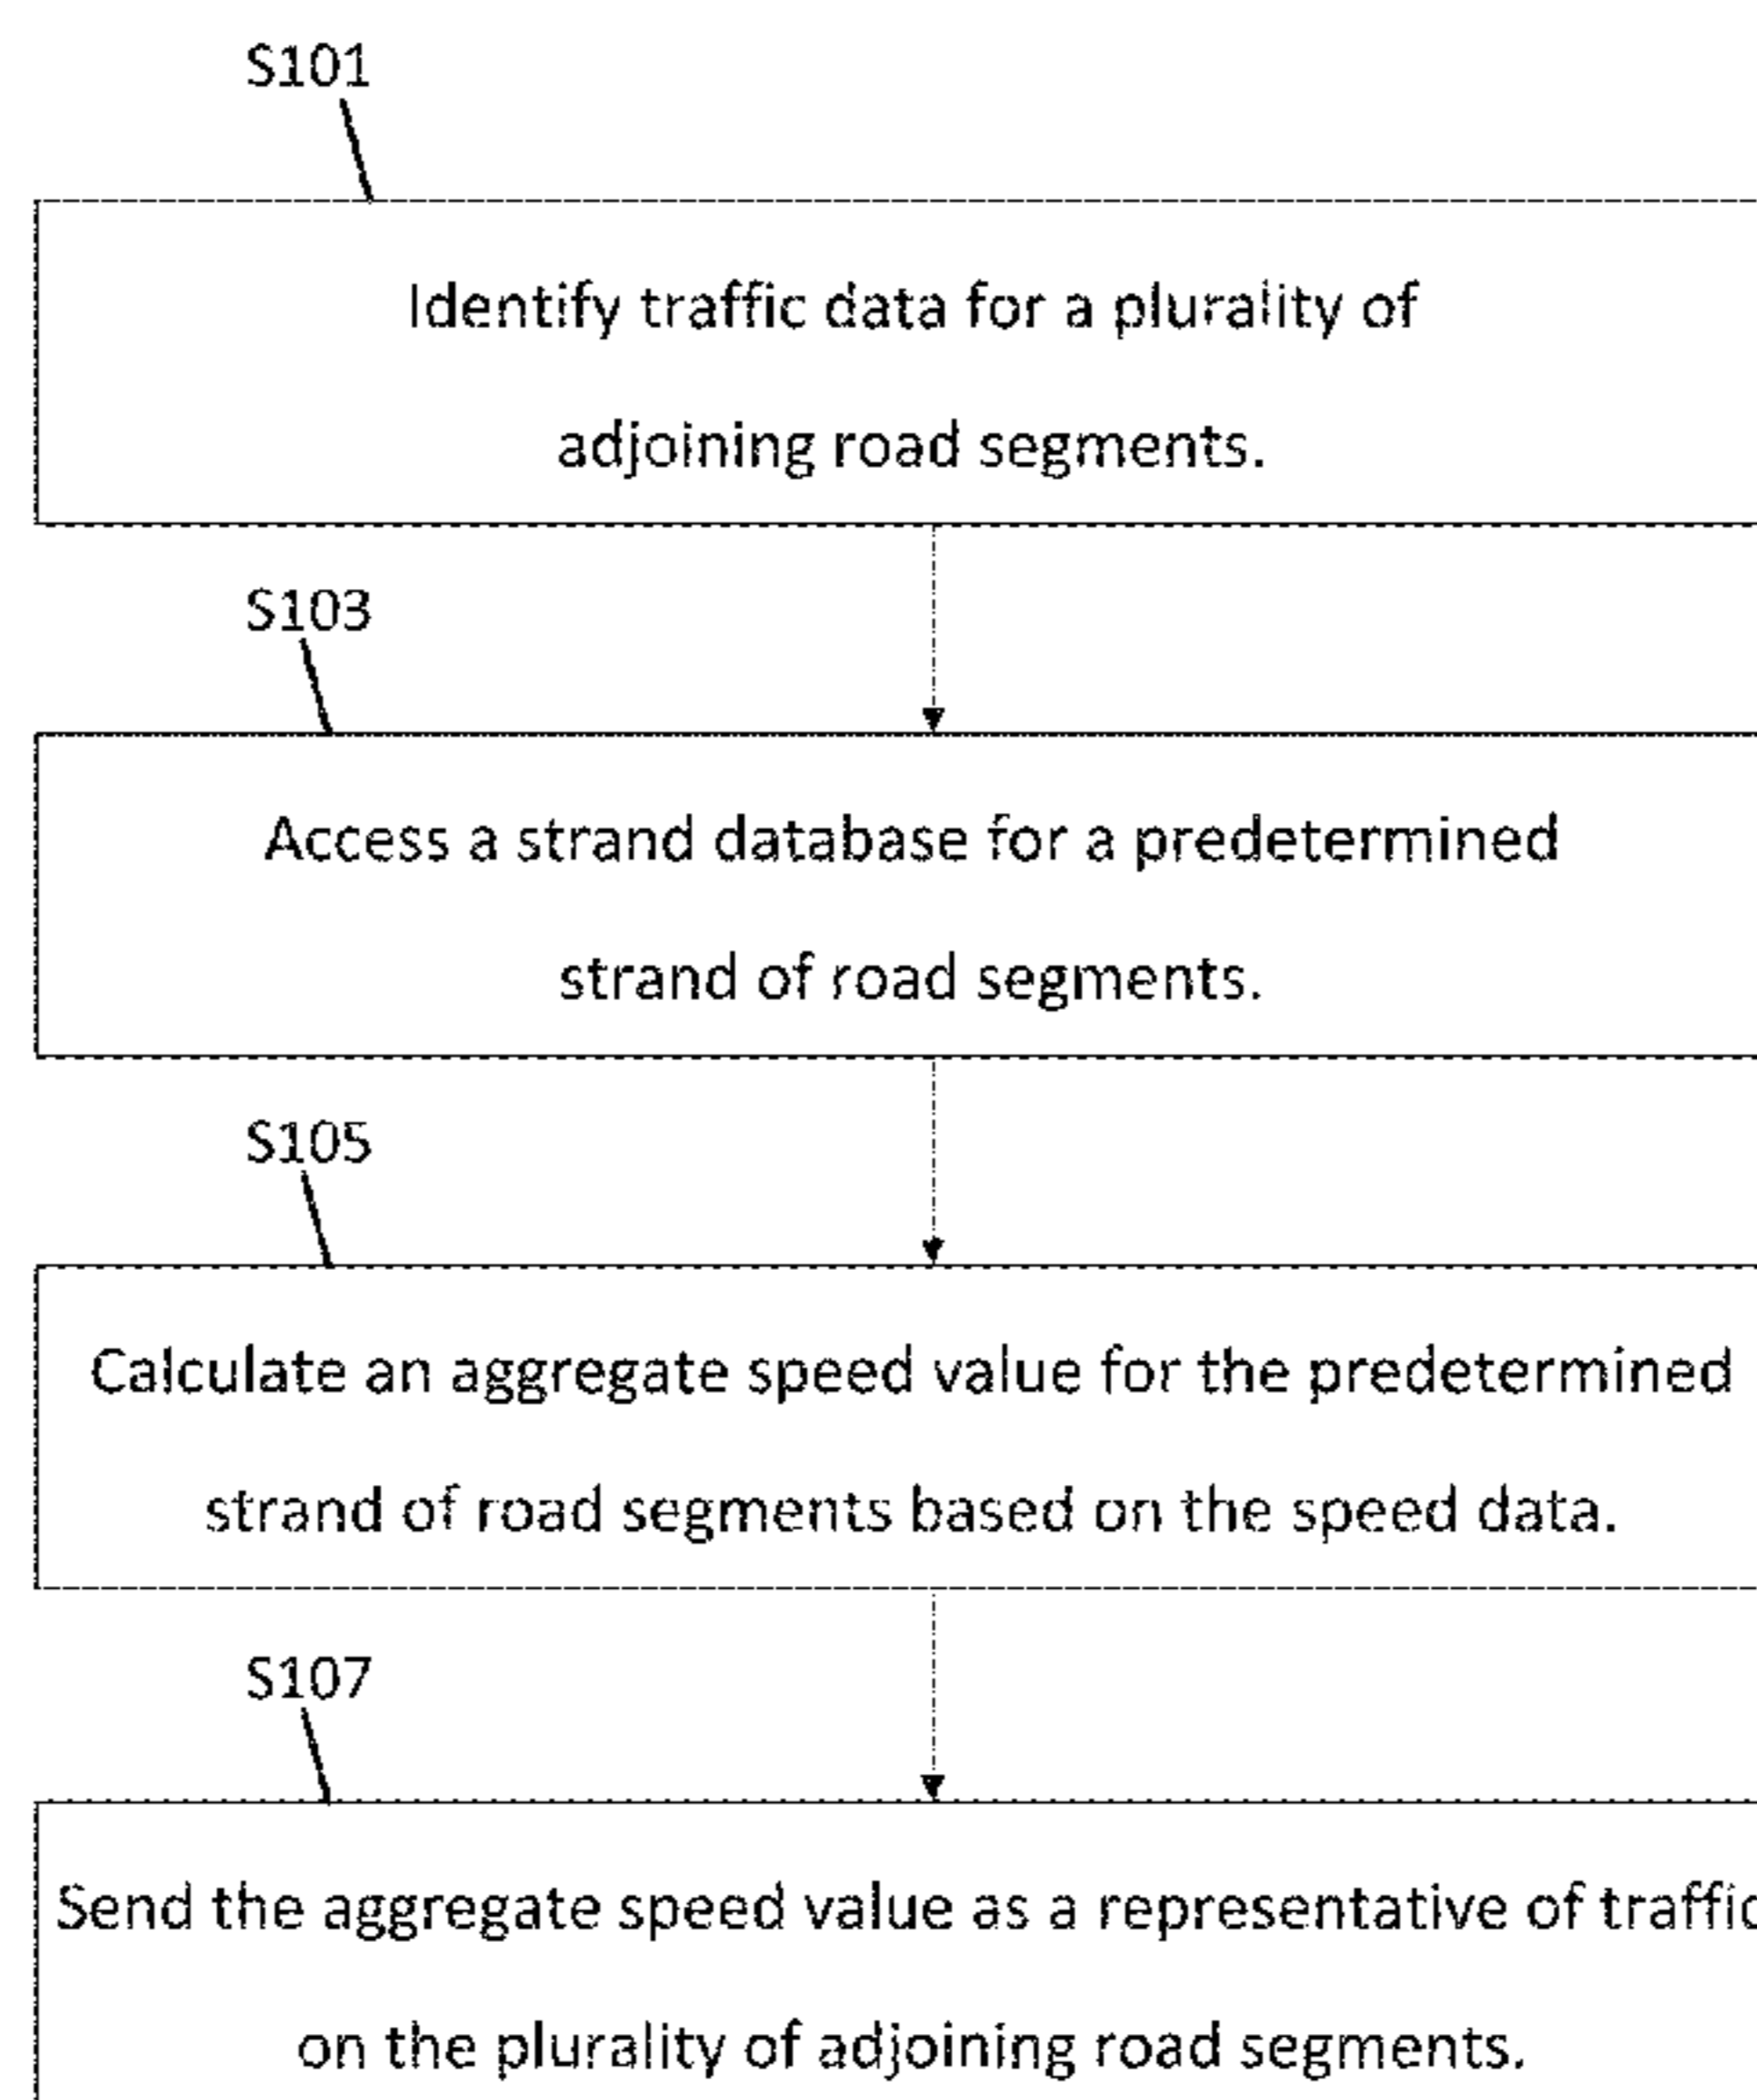 S101
Identify traffic data for a plurality of
adjoining road segments.
S103
Access a strand database for a predetermined
strand of road segments.
S105
Calculate an aggregate speed value for the predetermined
strand of road segments based on the speed data.
S107
Send the aggregate speed value as a representative of traffic
on the plurality of adjoining road segments.